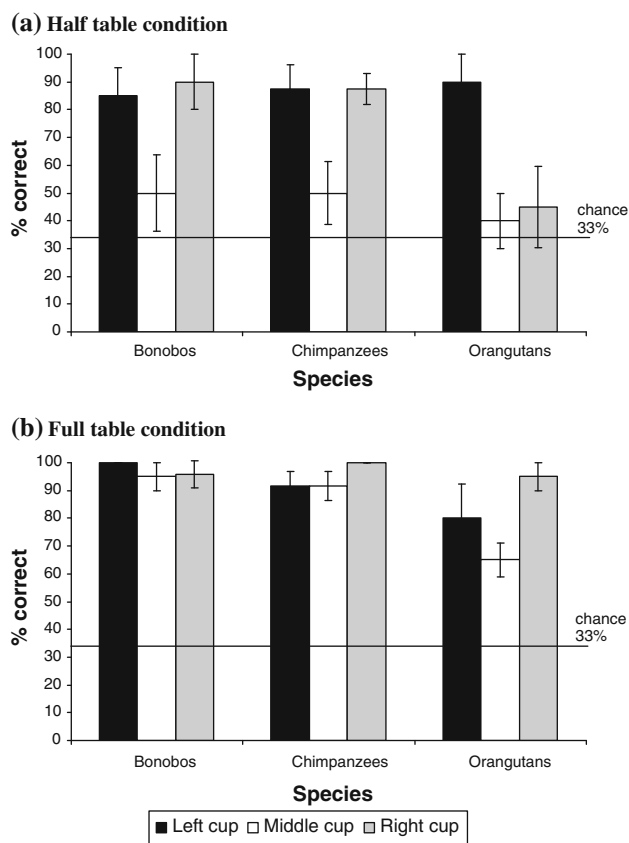 (a) Half table condition
100
90
80
70
60
50
40
30
20
10
0
% correct
chance
33%
Bonobos Chimpanzees Orangutans
Species
(b) Full table condition
100
90
80
70
60
50
40
30
20
10
0
% correct
chance
33%
Bonobos Chimpanzees Orangutans
Species
Left cup Middle cup Right cup